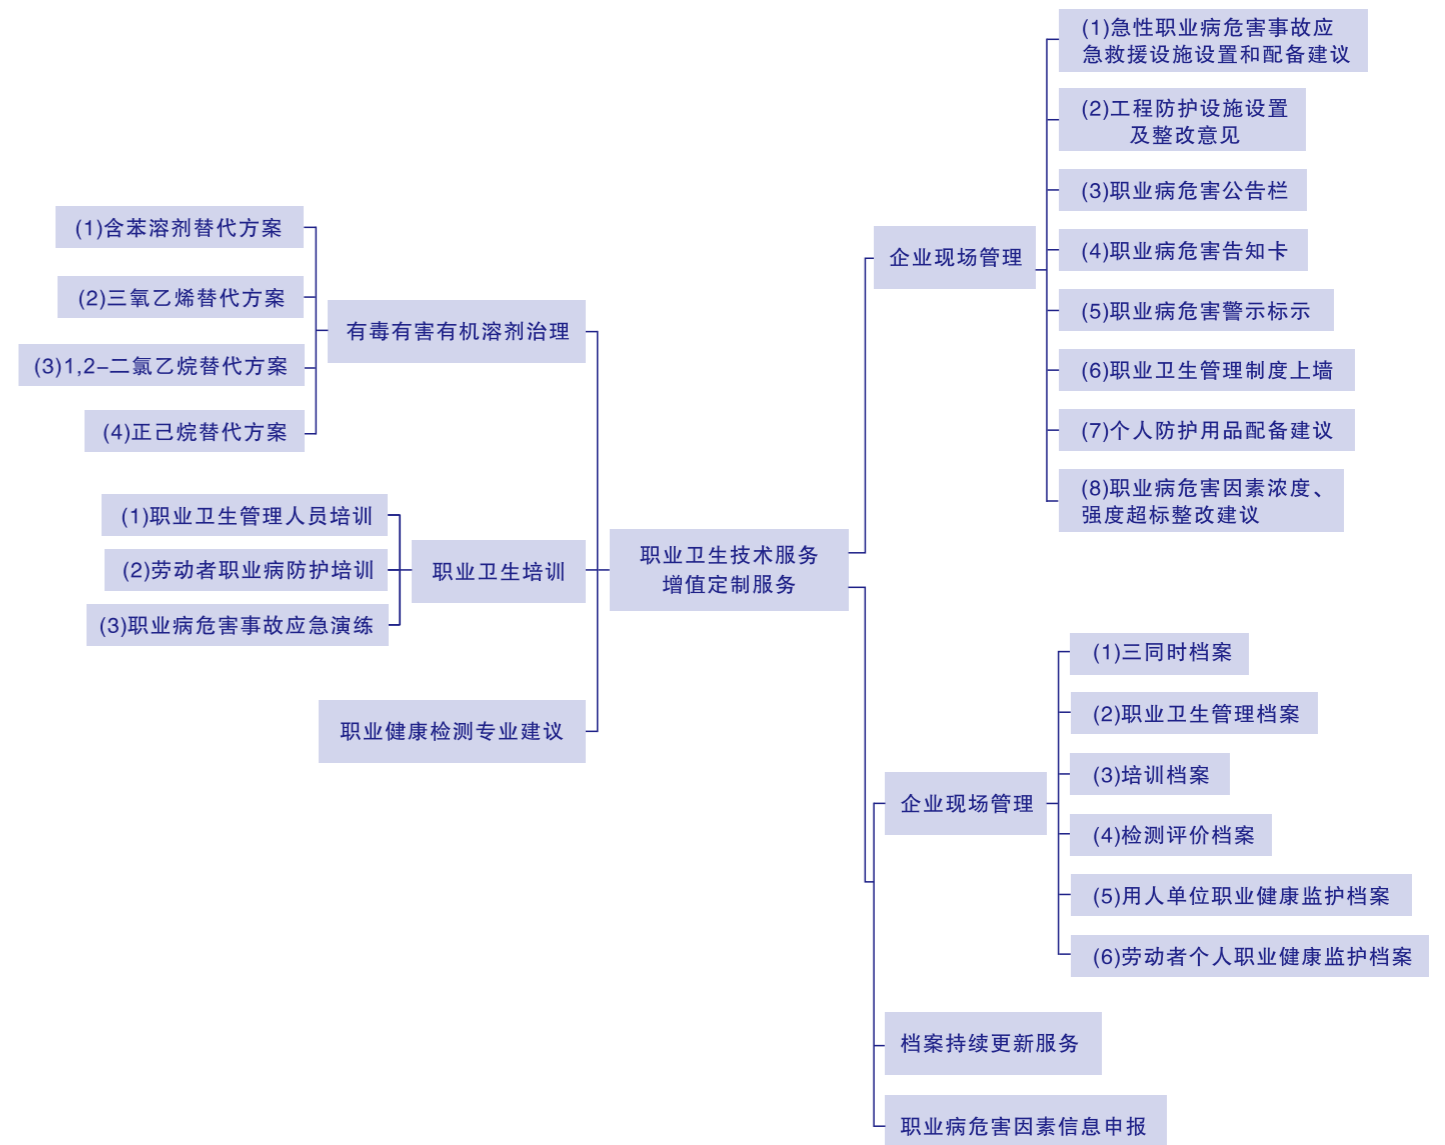 (1)含苯溶剂替代方案
(2)三氧乙烯替代方案
(3)1,2-二氯乙烷替代方案
(4)正己烷替代方案
有毒有害有机溶剂治理
(1)职业卫生管理人员培训
(2)劳动者职业病防护培训
(3)职业病危害事故应急演练
职业卫生培训
职业健康检测专业建议
职业卫生技术服务
增值定制服务
企业现场管理
(1)急性职业病危害事故应
急救援设施设置和配备建议
(2)工程防护设施设置
及整改意见
(3)职业病危害公告栏
(4)职业病危害告知卡
(5)职业病危害警示标示
(6)职业卫生管理制度上墙
(7)个人防护用品配备建议
(8)职业病危害因素浓度、
强度超标整改建议
企业现场管理
(1)三同时档案
(2)职业卫生管理档案
(3)培训档案
(4)检测评价档案
(5)用人单位职业健康监护档案
(6)劳动者个人职业健康监护档案
档案持续更新服务
职业病危害因素信息申报